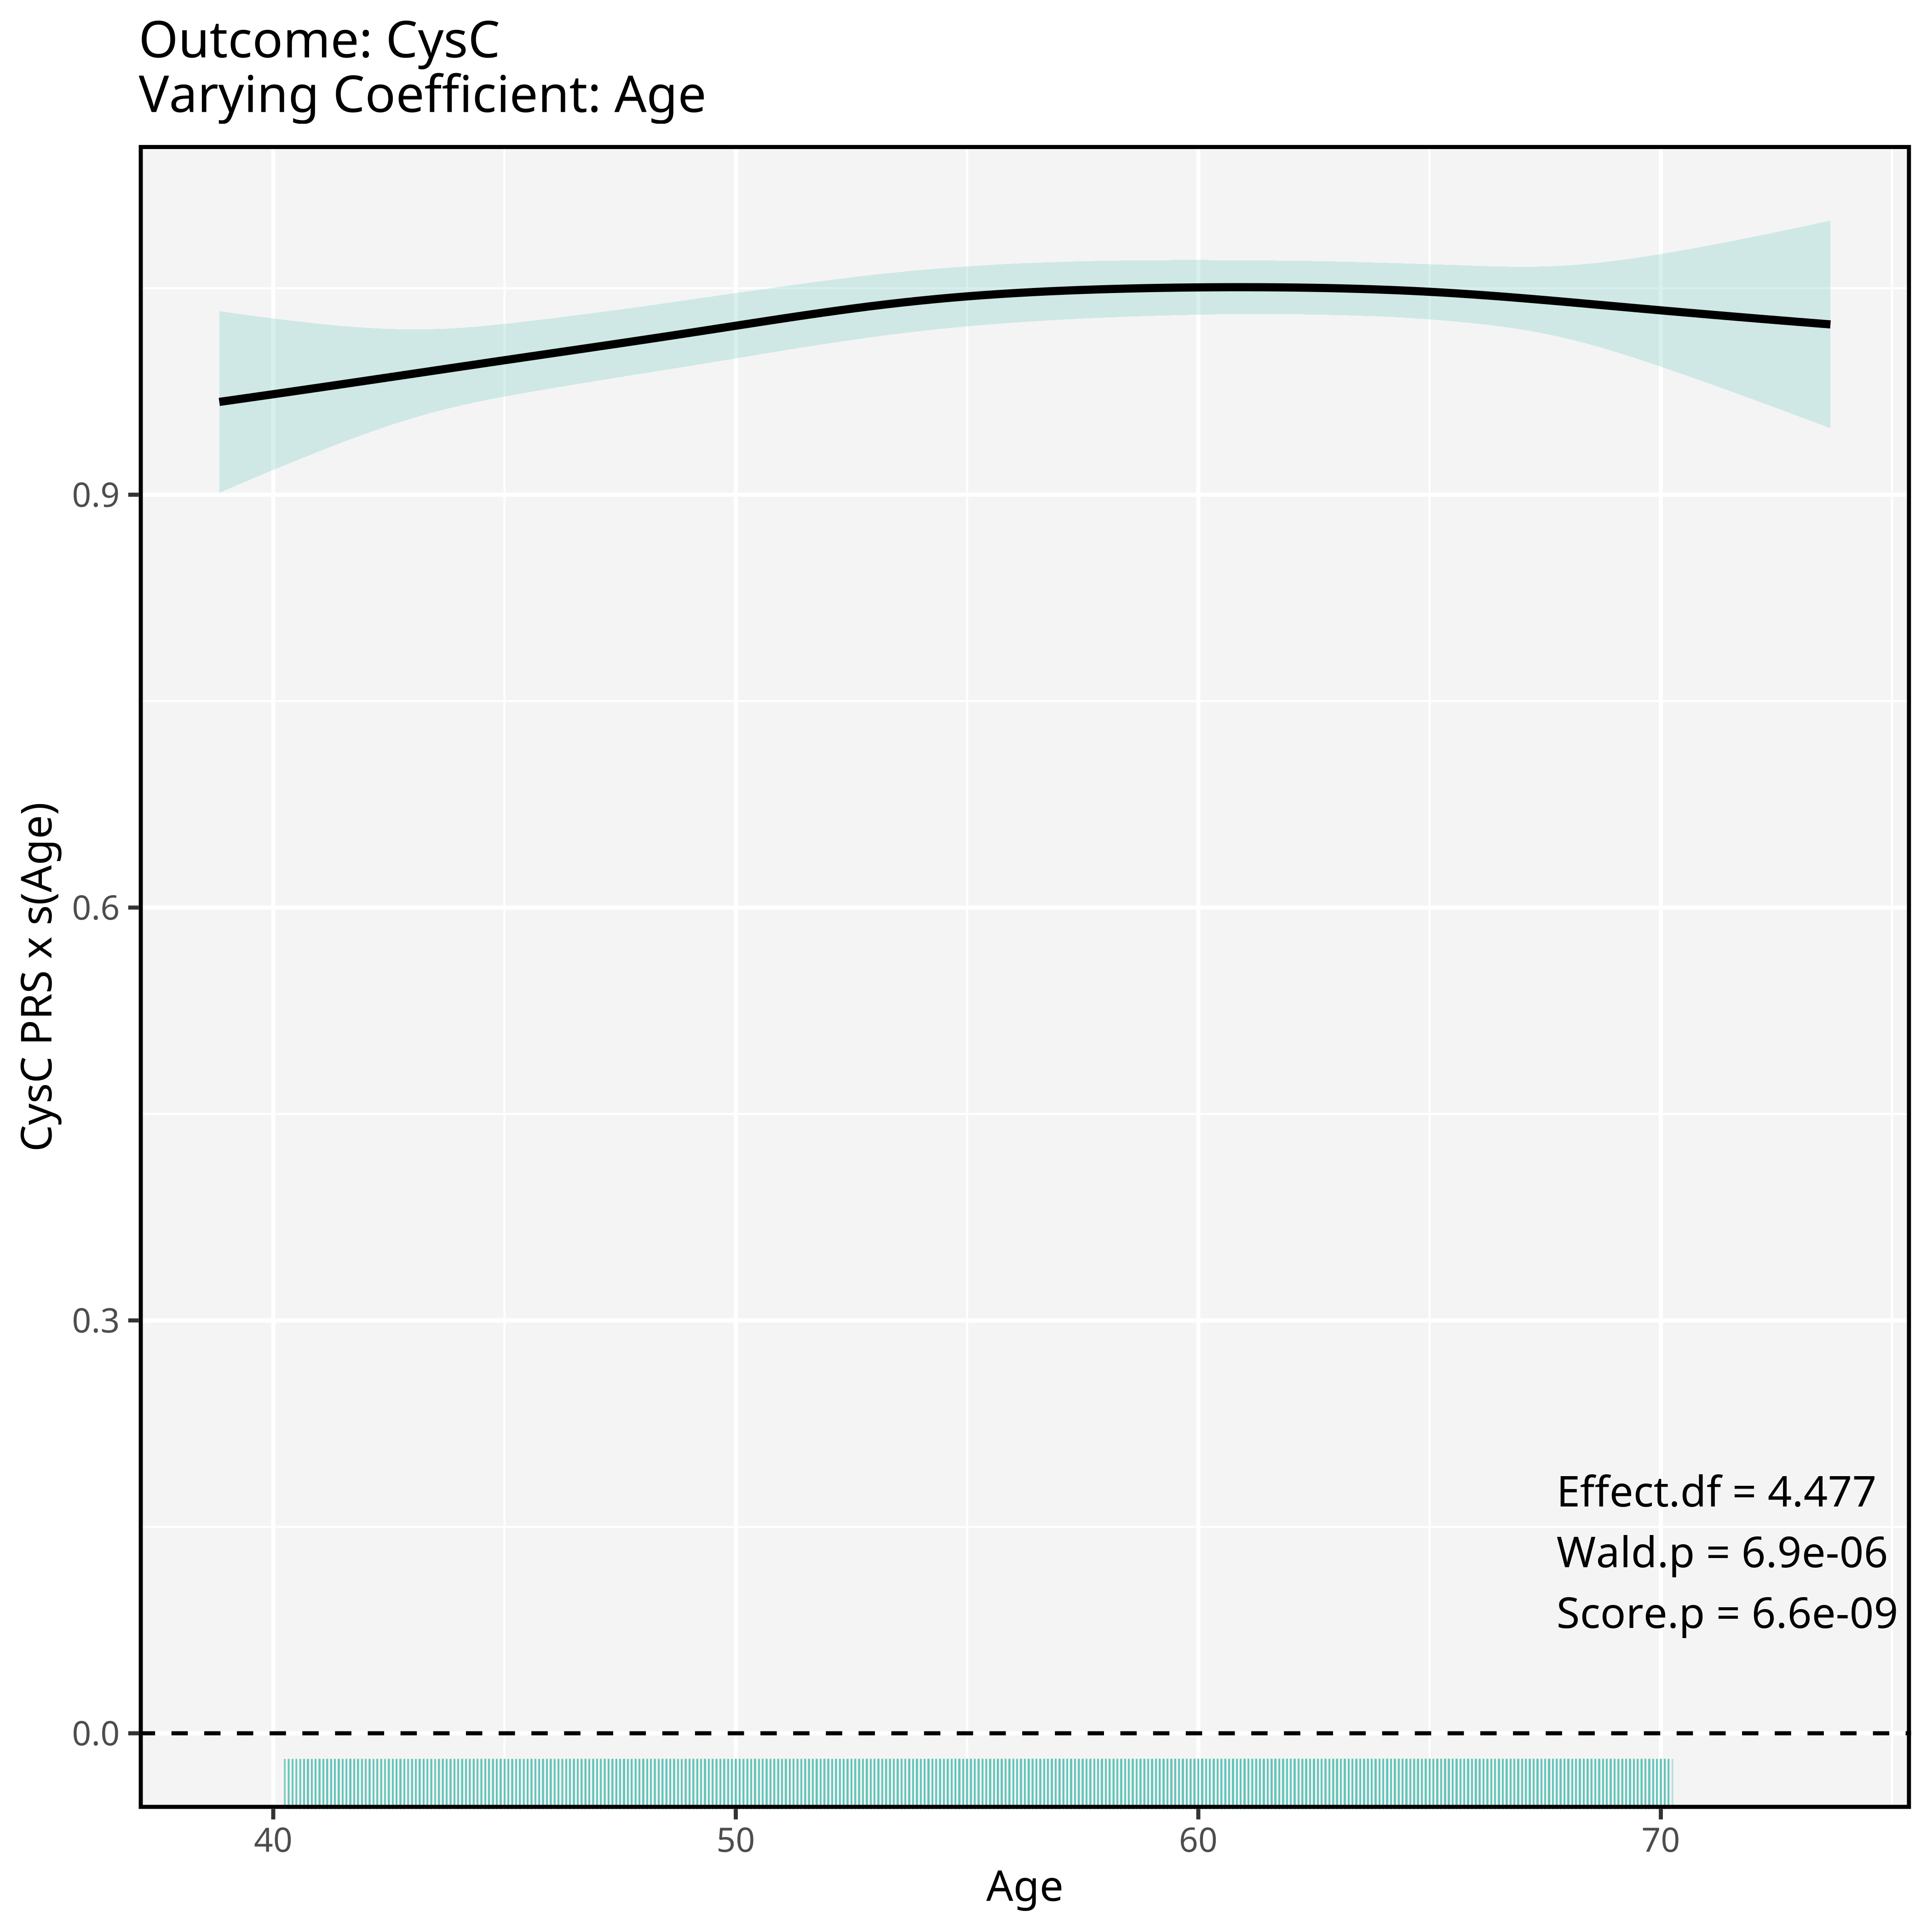 Outcome: CysC
Varying Coefficient: Age
CysC PRS x s(Age)
0.9
0.6
0.3
0.0
Effect.df = 4.477
Wald.p = 6.9e-06
Score.p = 6.6e-09
40
50
60
70
Age